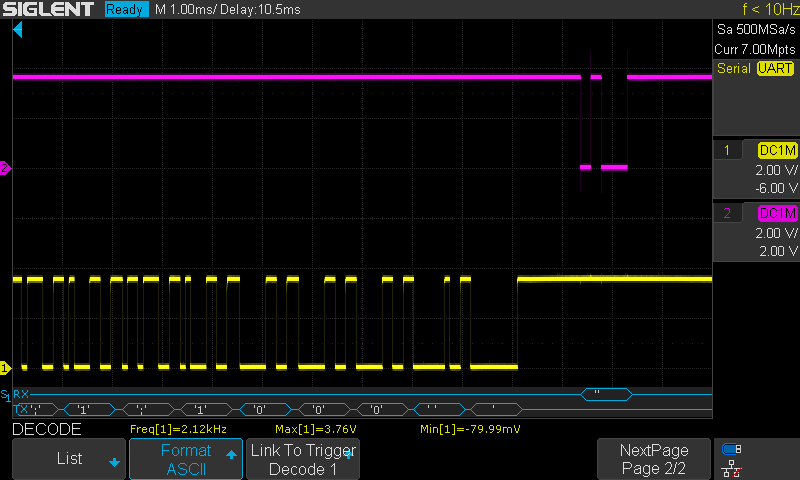 SIGLENT Ready M 1.00ms/ Delay:10.5ms f < 10Hz
Sa 500MSa/s
Curr 7.00Mpts
Serial UART
1 DC1M
2.00 V/
-6.00 V
2 DC1M
2.00 V/
2.00 V
2
1
S1 RX ''
TX ';' '1' ';' '1' '0' '0' '0' ' ' '
DECODE Freq[1]=2.12kHz Max[1]=3.76V Min[1]=-79.99mV
List Format ASCII Link To Trigger Decode 1 NextPage Page 2/2